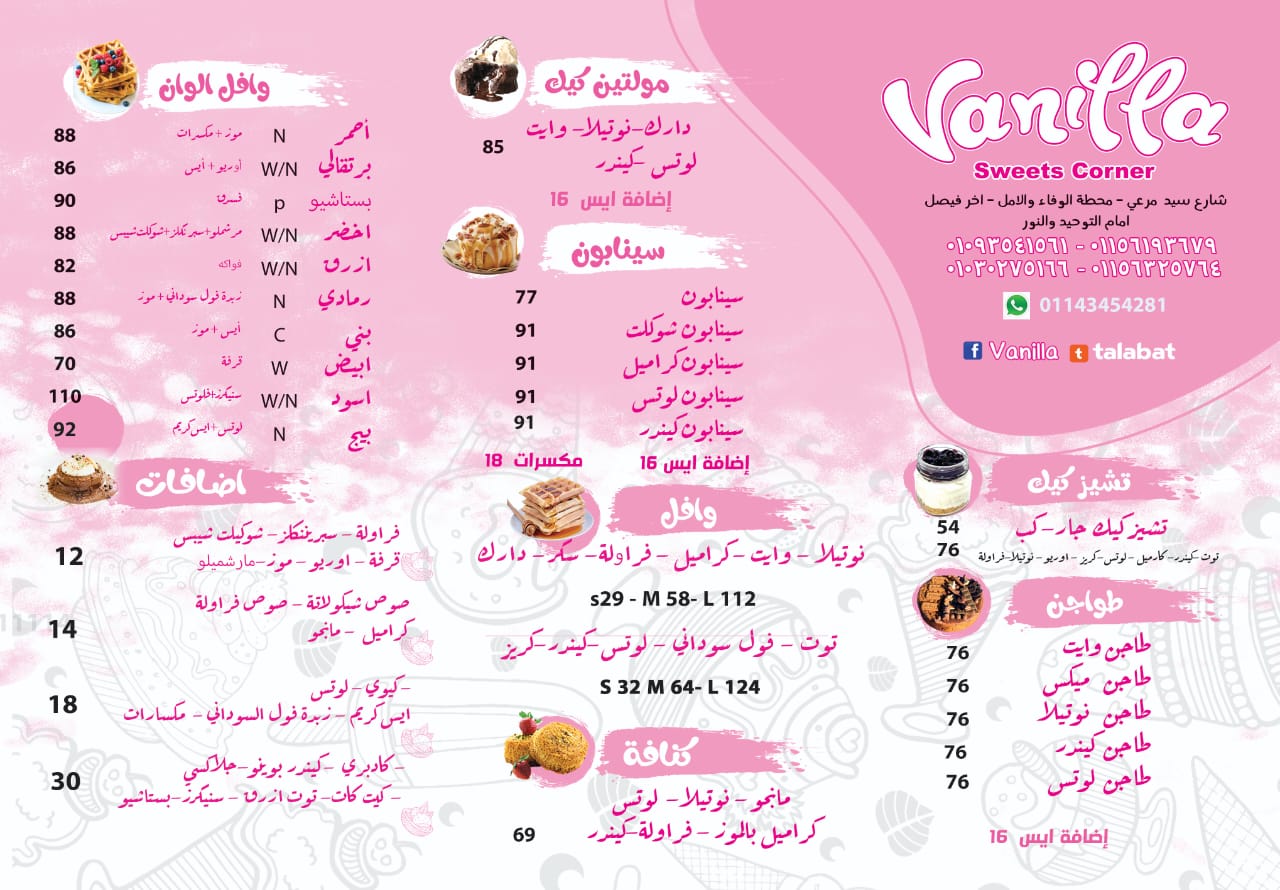 Vanilla
Sweets Corner
شارع سيد مرعي - محطة الوفاء والامل - اخر فيصل
امام التوحيد والنور
٠١٠٩٣٥٤١٥٦١ - ٠١١٥٦١٩٣٦٧٩
٠١٠٣٠٢٧٥١٦٦ - ٠١١٥٦٣٢٥٧٦٤
01143454281
Vanilla talabat
تشيز كيك
تشيز كيك جار-كب 54
توت-كيندر-كارميل -لوتس-كريز - اوريو - نوتيلا-فراولة 76
طواجن
طاجن وايت 76
طاجن ميكس 76
طاجن نوتيلا 76
طاجن كيندر 76
طاجن لوتس 76
إضافة ايس 16
مولتين كيك
دارك-نوتيلا- وايت
لوتس -كيندر 85
إضافة ايس 16
سينابون
سينابون 77
سينابون شوكلت 91
سينابون كراميل 91
سينابون لوتس 91
سينابون كيندر 91
إضافة ايس 16 مكسرات 18
وافل
نوتيلا - وايت -كراميل - فراولة- سكر- دارك
s29 - M 58- L 112
توت - فول سوداني - لوتس-كيندر-كريز
S 32 M 64- L 124
كنافة
مانجو - نوتيلا- لوتس
كراميل بالموز - فراولة-كيندر 69
وافل الوان
أحمر N موز+مكسرات 88
برتقالي W/N أوريو + أيس 86
بستاشيو p فسدق 90
اخضر W/N مرشملو+سبرنكلز+شوكلت شيبس 88
ازرق W/N فواكه 82
رمادي N زبدة فول سوداني+موز 88
بني C أيس +موز 86
ابيض W قرفة 70
اسود W/N سنيكرز+فلوتس 110
بيج N لوتس+ايس كريم 92
اضافات
فراولة - سبرينكلز- شوكليت شيبس
قرفة - اوريو - موز-مارشميلو 12
صوص شيكولاتة - صوص فراولة
كراميل - مانجو 14
-كيوي - لوتس
ايس كريم - زبدة فول السوداني - مكسارات 18
- كادبري -كيندر بوينو-جلاكسي
-كيت كات- توت ازرق - سنيكرز-بستاشيو 30